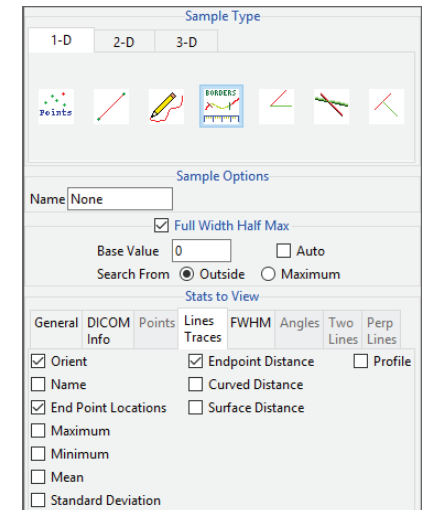 Sample Type
1-D 2-D 3-D
Points
BORDERS
Sample Options
Name None
Full Width Half Max
Base Value 0 Auto
Search From Outside Maximum
Stats to View
General DICOM Info Points Lines Traces FWHM Angles Two Lines Perp Lines
Orient Endpoint Distance Profile
Name Curved Distance
End Point Locations Surface Distance
Maximum
Minimum
Mean
Standard Deviation